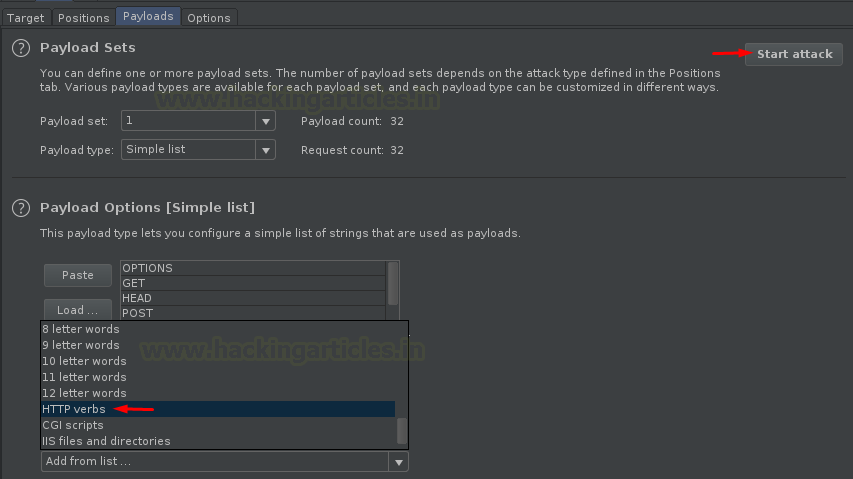 Target Positions Payloads Options
? Payload Sets
Start attack
You can define one or more payload sets. The number of payload sets depends on the attack type defined in the Positions
tab. Various payload types are available for each payload set, and each payload type can be customized in different ways.
www.hackingarticles.in
Payload set: 1 Payload count: 32
Payload type: Simple list Request count: 32
? Payload Options [Simple list]
This payload type lets you configure a simple list of strings that are used as payloads.
Paste
OPTIONS
GET
HEAD
Load ...
POST
8 letter words
9 letter words
www.hackingarticles.in
10 letter words
11 letter words
12 letter words
HTTP verbs
CGI scripts
IIS files and directories
Add from list ...